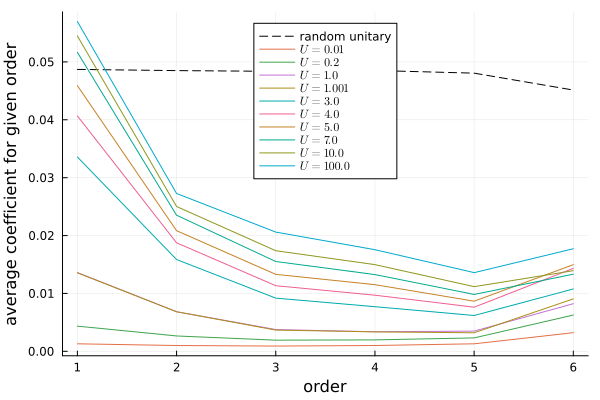 average coefficient for given order
0.05
0.04
0.03
0.02
0.01
0.00
random unitary
U = 0.01
U = 0.2
U = 1.0
U = 1.001
U = 3.0
U = 4.0
U = 5.0
U = 7.0
U = 10.0
U = 100.0
1 2 3 4 5 6
order